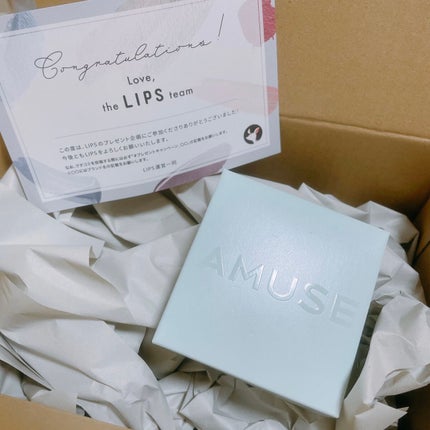 Congratulations!
Love,
the LIPS team
この度は、LIPSのプレゼント企画にご参加くださりありがとうございました!
今後ともLIPSをよろしくお願いいたします。
LIPS運営一同
AMUSE